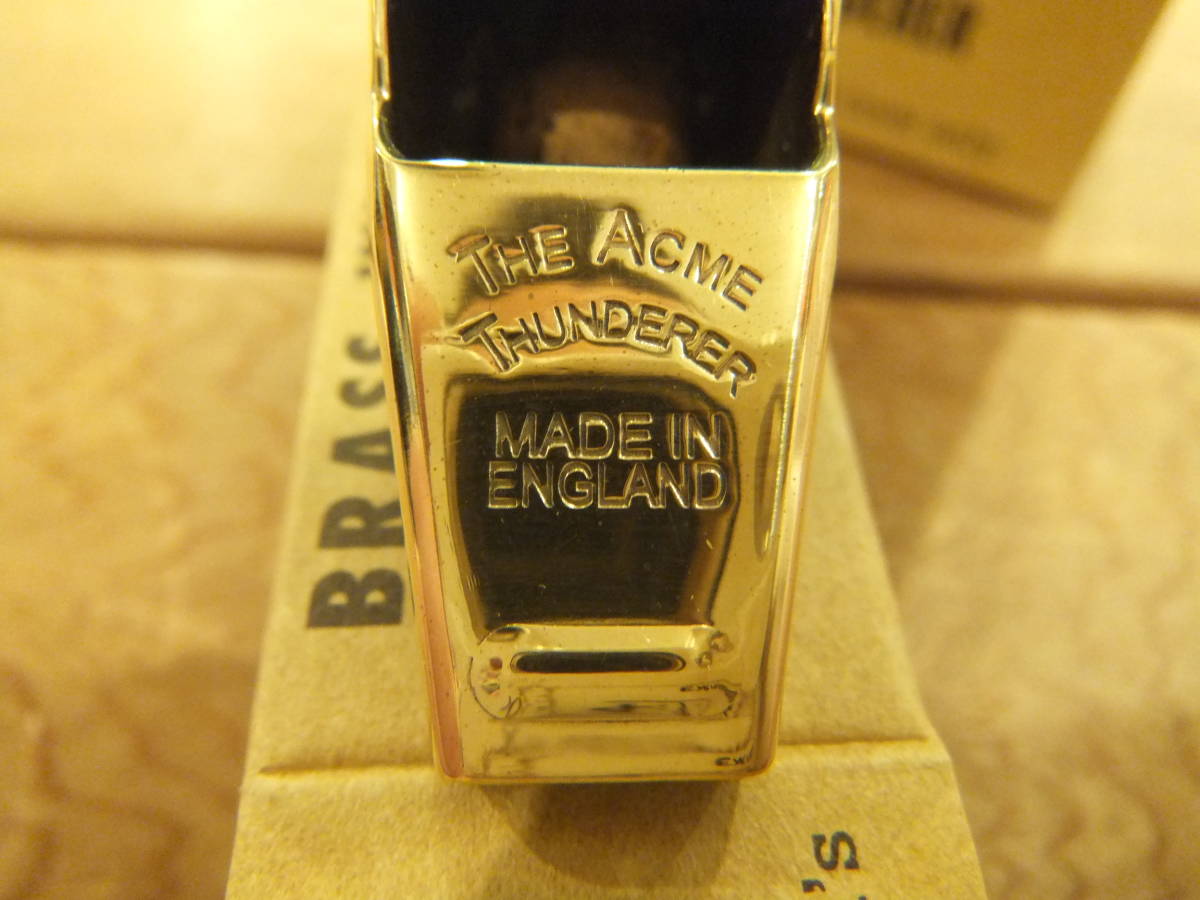 THE ACME
THUNDERER
MADE IN
ENGLAND
BRASS
'S